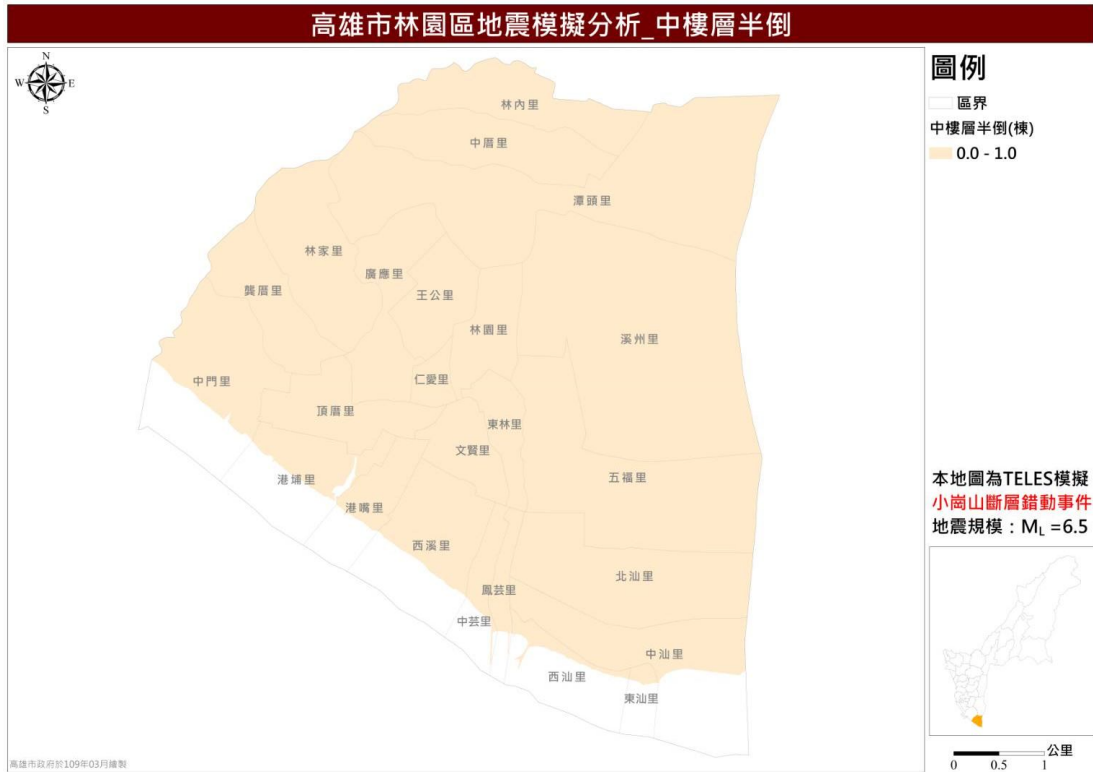 高雄市林園區地震模擬分析_中樓層半倒
N
W E
S
圖例
區界
中樓層半倒(棟)
0.0 - 1.0
林內里
中厝里
潭頭里
林家里
廣應里
龔厝里
王公里
林園里
溪州里
中門里
仁愛里
頂厝里
東林里
文賢里
港埔里
五福里
港嘴里
西溪里
北汕里
鳳芸里
中芸里
中汕里
西汕里
東汕里
本地圖為TELES模擬
小崗山斷層錯動事件
地震規模：ML =6.5
公里
0 0.5 1
高雄市政府於109年03月繪製